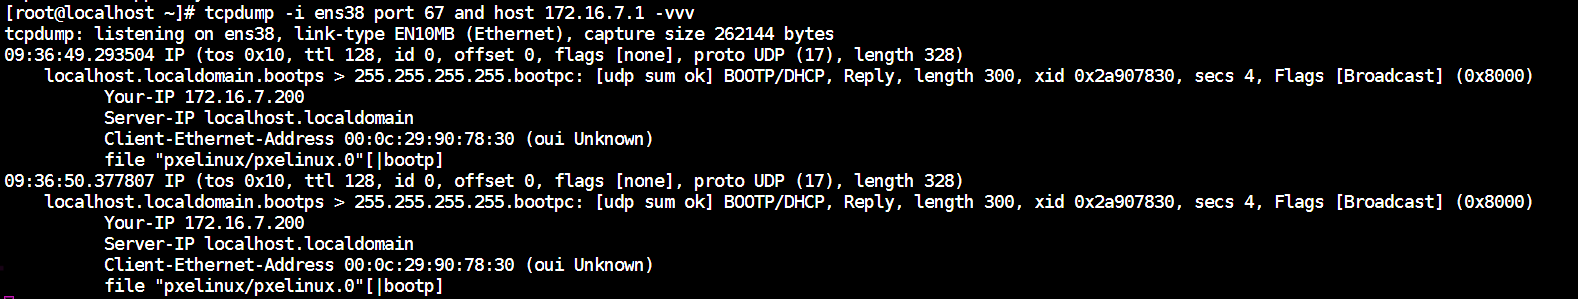 [root@localhost ~]# tcpdump -i ens38 port 67 and host 172.16.7.1 -vvv
tcpdump: listening on ens38, link-type EN10MB (Ethernet), capture size 262144 bytes
09:36:49.293504 IP (tos 0x10, ttl 128, id 0, offset 0, flags [none], proto UDP (17), length 328)
    localhost.localdomain.bootps > 255.255.255.255.bootpc: [udp sum ok] BOOTP/DHCP, Reply, length 300, xid 0x2a907830, secs 4, Flags [Broadcast] (0x8000)
          Your-IP 172.16.7.200
          Server-IP localhost.localdomain
          Client-Ethernet-Address 00:0c:29:90:78:30 (oui Unknown)
          file "pxelinux/pxelinux.0"[|bootp]
09:36:50.377807 IP (tos 0x10, ttl 128, id 0, offset 0, flags [none], proto UDP (17), length 328)
    localhost.localdomain.bootps > 255.255.255.255.bootpc: [udp sum ok] BOOTP/DHCP, Reply, length 300, xid 0x2a907830, secs 4, Flags [Broadcast] (0x8000)
          Your-IP 172.16.7.200
          Server-IP localhost.localdomain
          Client-Ethernet-Address 00:0c:29:90:78:30 (oui Unknown)
          file "pxelinux/pxelinux.0"[|bootp]